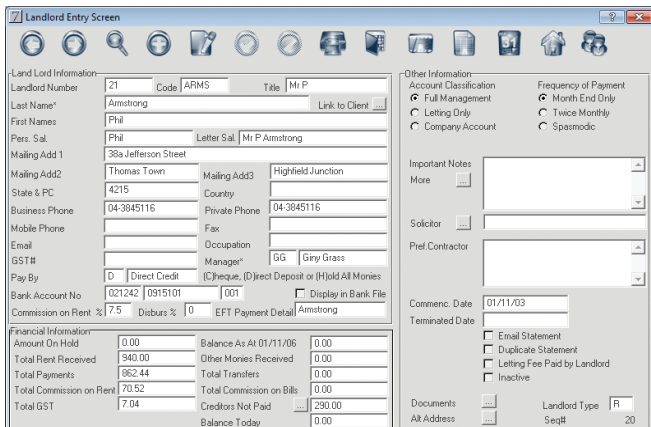 Landlord Entry Screen
Land Lord Information
Landlord Number 21 Code ARMS Title Mr P
Last Name* Armstrong Link to Client ...
First Names Phil
Pers. Sal. Phil Letter Sal. Mr P Armstrong
Mailing Add 1 38a Jefferson Street
Mailing Add2 Thomas Town Mailing Add3 Highfield Junction
State & PC 4215 Country
Business Phone 04-3845116 Private Phone 04-3845116
Mobile Phone Fax
Email Occupation
GST# Manager* GG Giny Grass
Pay By D Direct Credit (C)heque, (D)irect Deposit or (H)old All Monies
Bank Account No 021242 0915101 001 Display in Bank File
Commission on Rent % 7.5 Disburs % 0 EFT Payment Detail Armstrong
Financial Information
Amount On Hold 0.00 Balance As At 01/11/06 0.00
Total Rent Received 940.00 Other Monies Received 0.00
Total Payments 862.44 Total Transfers 0.00
Total Commission on Rent 70.52 Total Commission on Bills 0.00
Total GST 7.04 Creditors Not Paid ... 290.00
Balance Today 0.00
Other Information
Account Classification Frequency of Payment
Full Management Month End Only
Letting Only Twice Monthly
Company Account Spasmodic
Important Notes
More ...
Solicitor ...
Pref.Contractor
Commenc. Date 01/11/03
Terminated Date
Email Statement
Duplicate Statement
Letting Fee Paid by Landlord
Inactive
Documents ... Landlord Type R
Alt Address ... Seq# 20